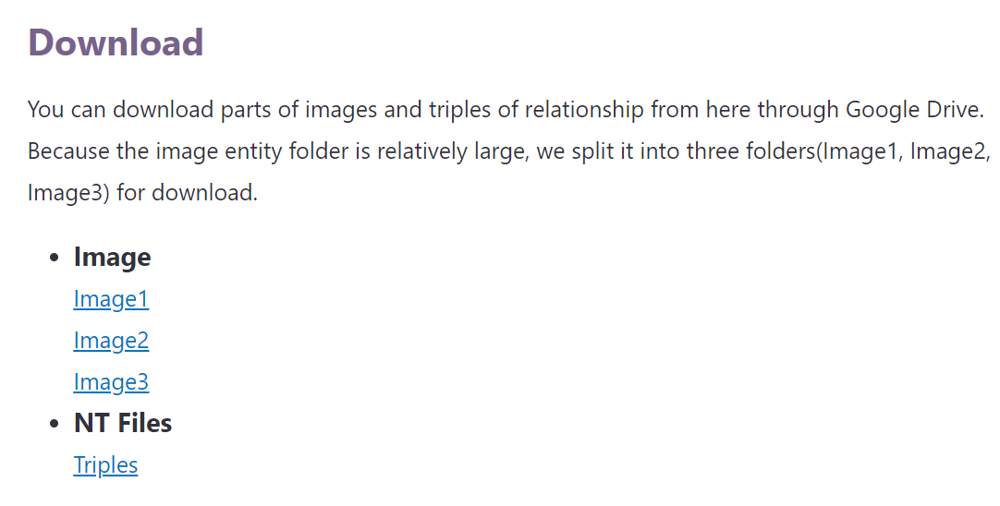 Download
You can download parts of images and triples of relationship from here through Google Drive.
Because the image entity folder is relatively large, we split it into three folders(Image1, Image2,
Image3) for download.
• Image
Image1
Image2
Image3
• NT Files
Triples